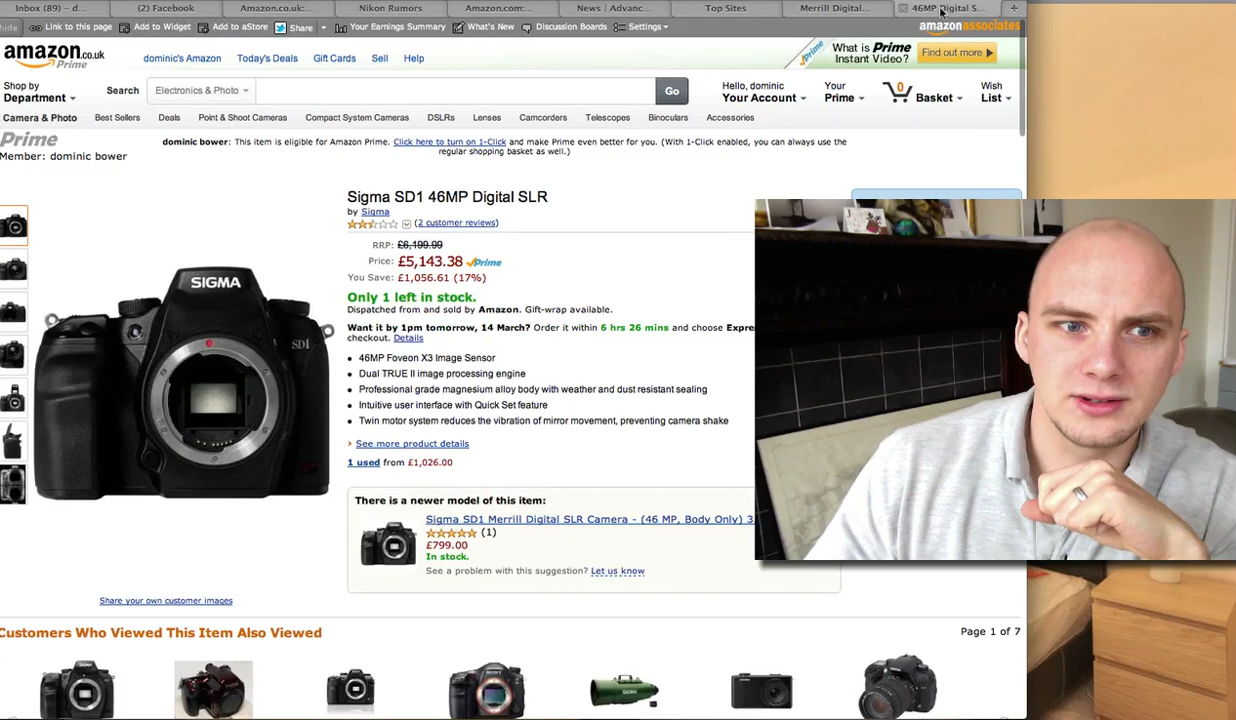 Inbox (89) – d...
(2) Facebook
Amazon.co.uk:...
Nikon Rumors
Amazon.com:...
News | Advanc...
Top Sites
Merrill Digital...
46MP Digital S...
+
hide
Link to this page
Add to Widget
Add to aStore
Share
Your Earnings Summary
What's New
Discussion Boards
Settings
amazonassociates
amazon.co.uk
Prime
dominic's Amazon
Today's Deals
Gift Cards
Sell
Help
What is Prime
Instant Video?
Find out more
Shop by
Department
Search
Electronics & Photo
Go
Hello, dominic
Your Account
Your
Prime
0
Basket
Wish
List
Camera & Photo
Best Sellers
Deals
Point & Shoot Cameras
Compact System Cameras
DSLRs
Lenses
Camcorders
Telescopes
Binoculars
Accessories
Prime
Member: dominic bower
dominic bower: This item is eligible for Amazon Prime. Click here to turn on 1-Click and make Prime even better for you. (With 1-Click enabled, you can always use the
regular shopping basket as well.)
Sigma SD1 46MP Digital SLR
by Sigma
(2 customer reviews)
RRP: £6,199.99
Price: £5,143.38 Prime
You Save: £1,056.61 (17%)
Only 1 left in stock.
Dispatched from and sold by Amazon. Gift-wrap available.
Want it by 1pm tomorrow, 14 March? Order it within 6 hrs 26 mins and choose Expre
checkout. Details
• 46MP Foveon X3 Image Sensor
• Dual TRUE II image processing engine
• Professional grade magnesium alloy body with weather and dust resistant sealing
• Intuitive user interface with Quick Set feature
• Twin motor system reduces the vibration of mirror movement, preventing camera shake
› See more product details
1 used from £1,026.00
SIGMA
SD1
There is a newer model of this item:
Sigma SD1 Merrill Digital SLR Camera - (46 MP, Body Only) 3
(1)
£799.00
In stock.
See a problem with this suggestion? Let us know
Share your own customer images
Customers Who Viewed This Item Also Viewed
Page 1 of 7